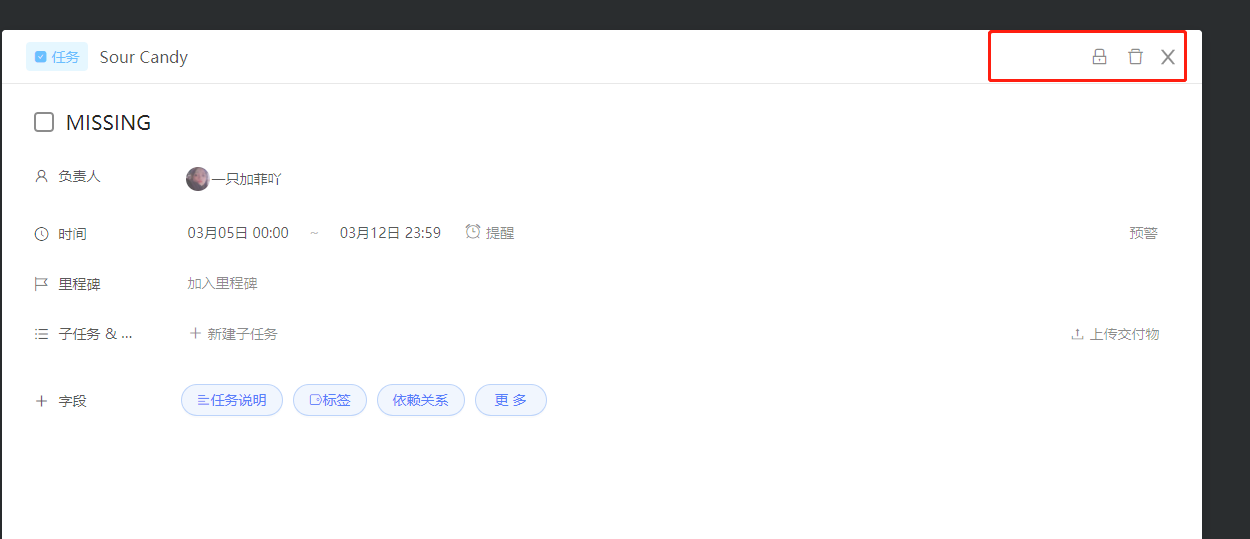 任务 Sour Candy
MISSING
负责人 一只加菲吖
时间 03月05日 00:00 ~ 03月12日 23:59 提醒 预警
里程碑 加入里程碑
子任务 & ... 新建子任务 上传交付物
字段 任务说明 标签 依赖关系 更 多